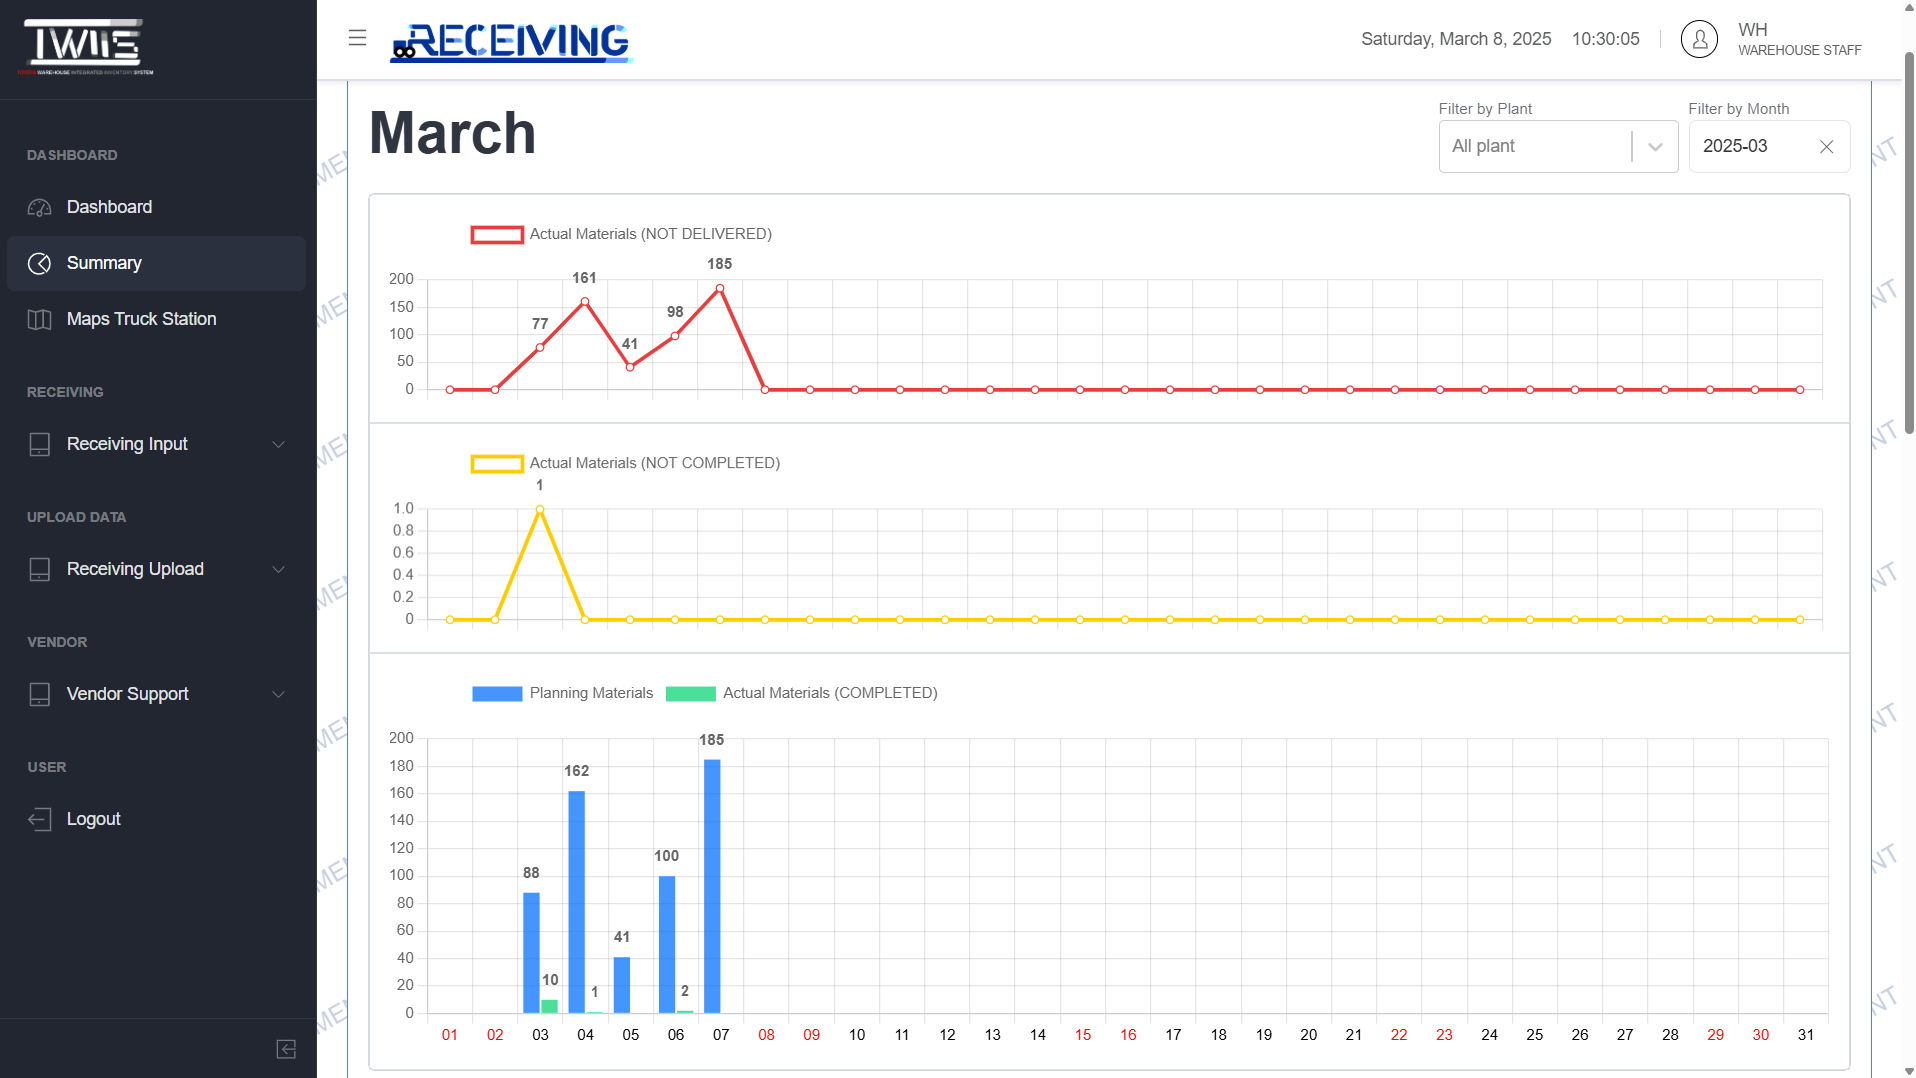 TWIIS
WAREHOUSE INTEGRATED INVENTORY SYSTEM
RECEIVING
Saturday, March 8, 2025 10:30:05
WH
WAREHOUSE STAFF
DASHBOARD
Dashboard
Summary
Maps Truck Station
RECEIVING
Receiving Input
UPLOAD DATA
Receiving Upload
VENDOR
Vendor Support
USER
Logout
March
Filter by Plant
All plant
Filter by Month
2025-03
Actual Materials (NOT DELIVERED)
200
150
100
50
0
77
161
41
98
185
Actual Materials (NOT COMPLETED)
1
1.0
0.8
0.6
0.4
0.2
0
Planning Materials Actual Materials (COMPLETED)
200
180
160
140
120
100
80
60
40
20
0
88
10
162
1
41
100
2
185
01 02 03 04 05 06 07 08 09 10 11 12 13 14 15 16 17 18 19 20 21 22 23 24 25 26 27 28 29 30 31